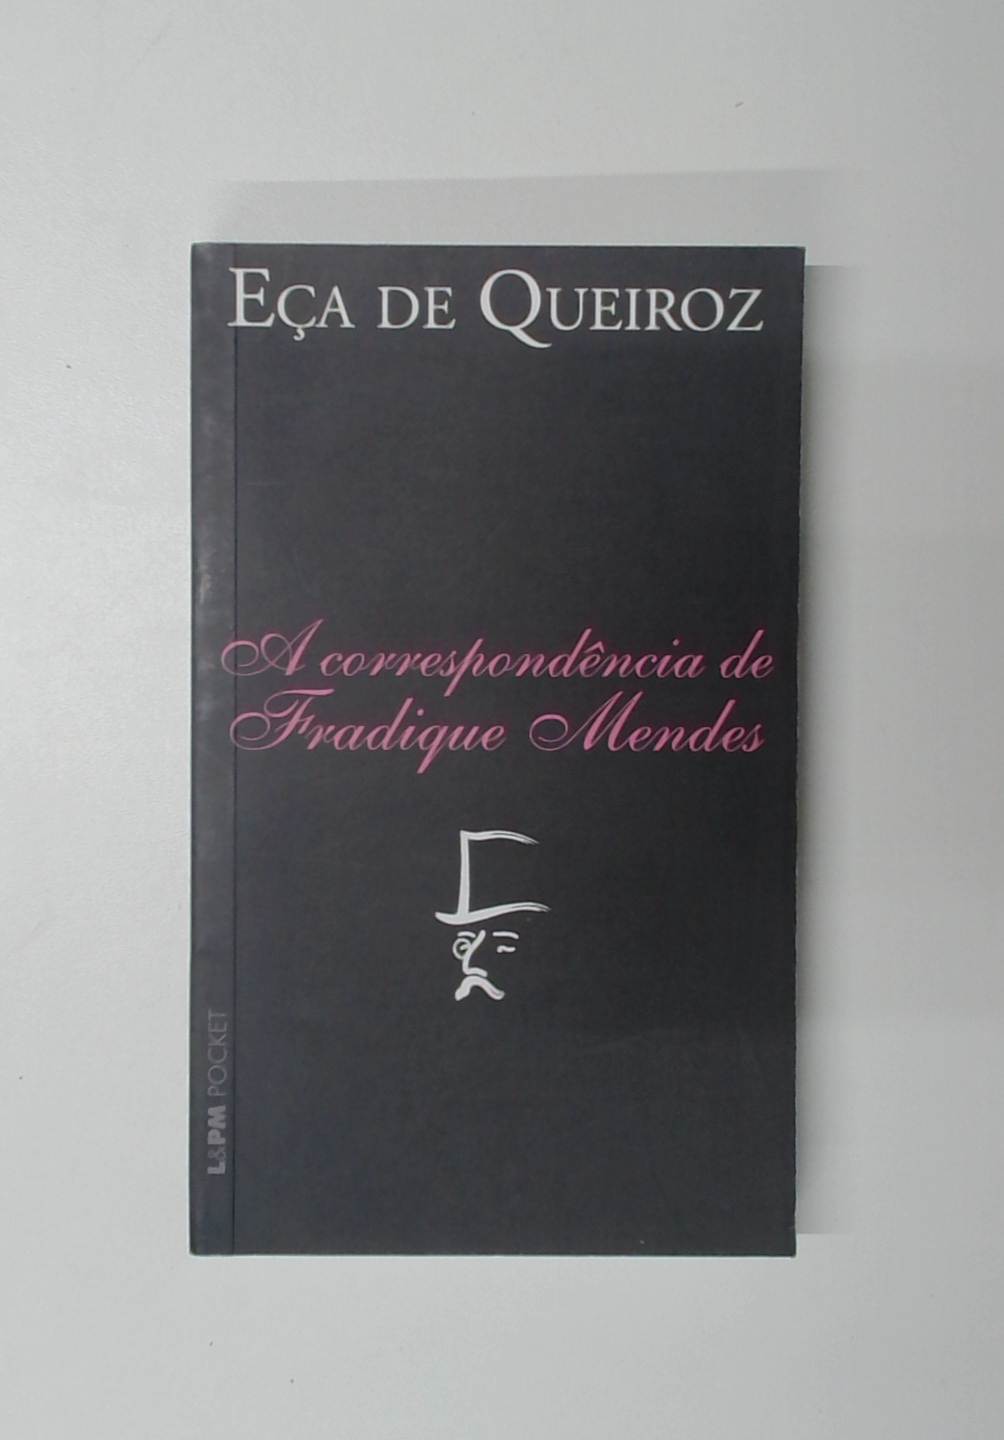 EÇA DE QUEIROZ
A correspondência de
Fradique Mendes
L&PM POCKET